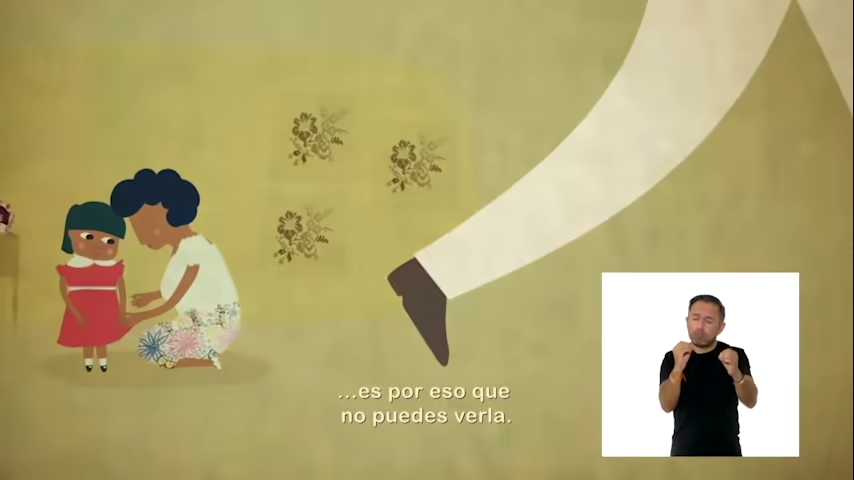 ...es por eso que
no puedes verla.